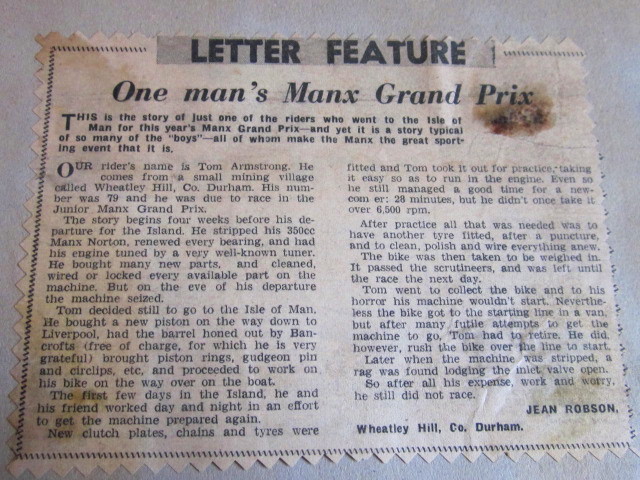 LETTER FEATURE
One man's Manx Grand Prix
THIS is the story of just one of the riders who went to the Isle of
Man for this year's Manx Grand Prix—and yet it is a story typical
of so many of the "boys"—all of whom make the Manx the great sport-
ing event that it is.
OUR rider's name is Tom Armstrong. He
comes from a small mining village
called Wheatley Hill, Co. Durham. His num-
ber was 79 and he was due to race in the
Junior Manx Grand Prix.
The story begins four weeks before his de-
parture for the Island. He stripped his 350cc
Manx Norton, renewed every bearing, and had
his engine tuned by a very well-known tuner.
He bought many new parts, and cleaned,
wired or locked every available part on the
machine. But on the eve of his departure
the machine seized.
Tom decided still to go to the Isle of Man.
He bought a new piston on the way down to
Liverpool, had the barrel honed out by Ban-
crofts (free of charge, for which he is very
grateful) brought piston rings, gudgeon pin
and circlips, etc, and proceeded to work on
his bike on the way over on the boat.
The first few days in the Island, he and
his friend worked day and night in an effort
to get the machine prepared again.
New clutch plates, chains and tyres were
fitted and Tom took it out for practice, taking
it easy so as to run in the engine. Even so
he still managed a good time for a new-
com er: 28 minutes, but he didn't once take it
over 6,500 rpm.
After practice all that was needed was to
have another tyre fitted, after a puncture,
and to clean, polish and wire everything anew.
The bike was then taken to be weighed in.
It passed the scrutineers, and was left until
the race the next day.
Tom went to collect the bike and to his
horror his machine wouldn't start. Neverthe-
less the bike got to the starting line in a van,
but after many futile attempts to get the
machine to go, Tom had to retire. He did,
however, rush the bike over the line to start.
Later when the machine was stripped, a
rag was found lodging the inlet valve open.
So after all his expense, work and worry,
he still did not race.
JEAN ROBSON,
Wheatley Hill, Co. Durham.